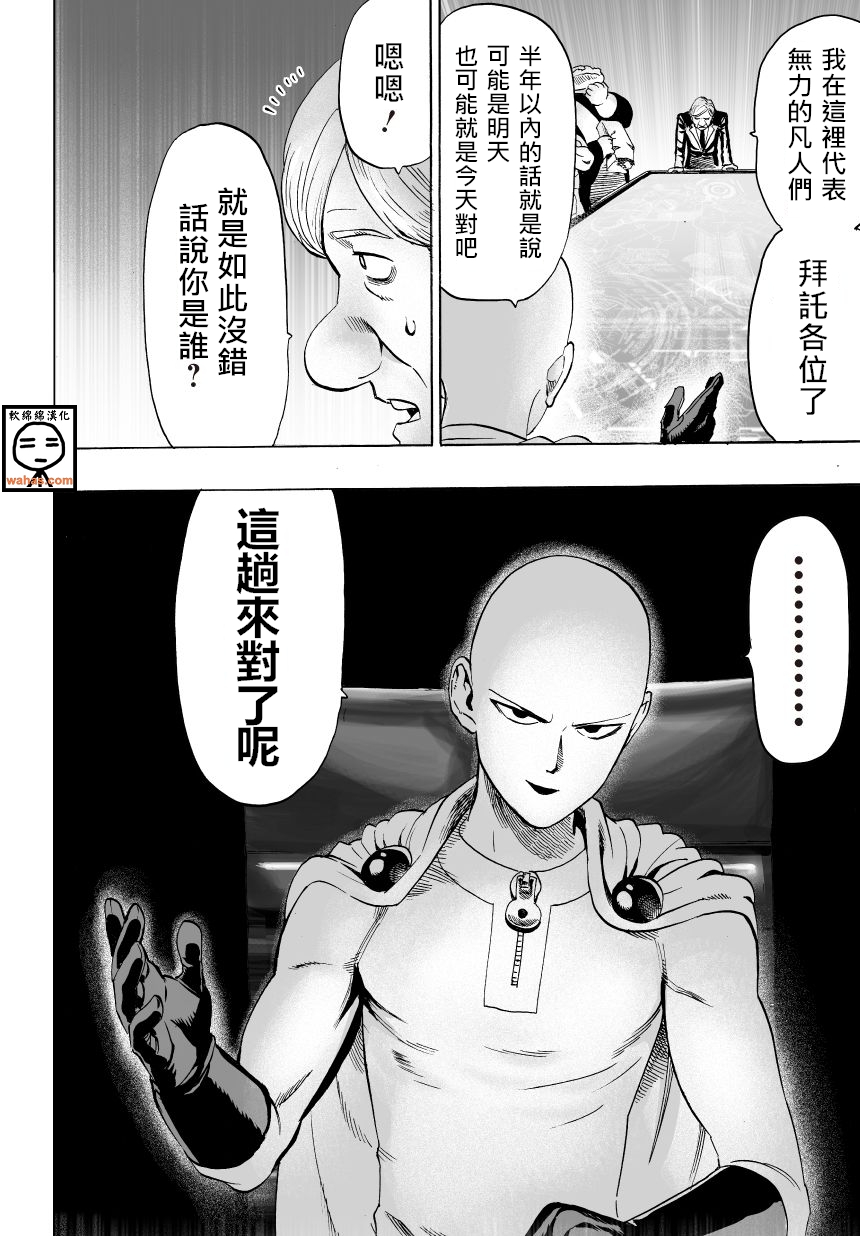 我在這裡代表
無力的凡人們
拜託各位了
半年以內的話就是說
可能是明天
也可能就是今天對吧
嗯嗯!
就是如此沒錯
話說你是誰?
………
這趟來對了呢
軟綿綿漢化
wahas.com